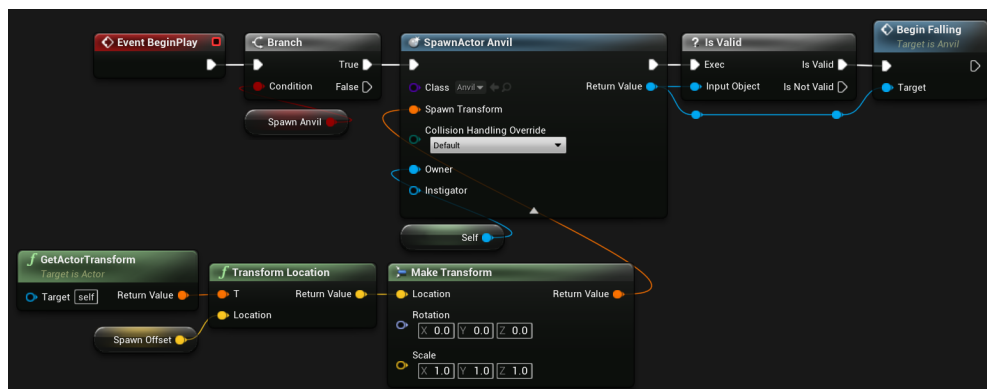 Event BeginPlay
Branch
True
Condition
False
Spawn Anvil
SpawnActor Anvil
Class
Anvil
Return Value
Spawn Transform
Collision Handling Override
Default
Owner
Instigator
Self
? Is Valid
Exec
Is Valid
Input Object
Is Not Valid
Begin Falling
Target is Anvil
Target
f GetActorTransform
Target is Actor
Target self
Return Value
Spawn Offset
f Transform Location
T
Return Value
Location
Make Transform
Location
Return Value
Rotation
X 0.0 Y 0.0 Z 0.0
Scale
X 1.0 Y 1.0 Z 1.0